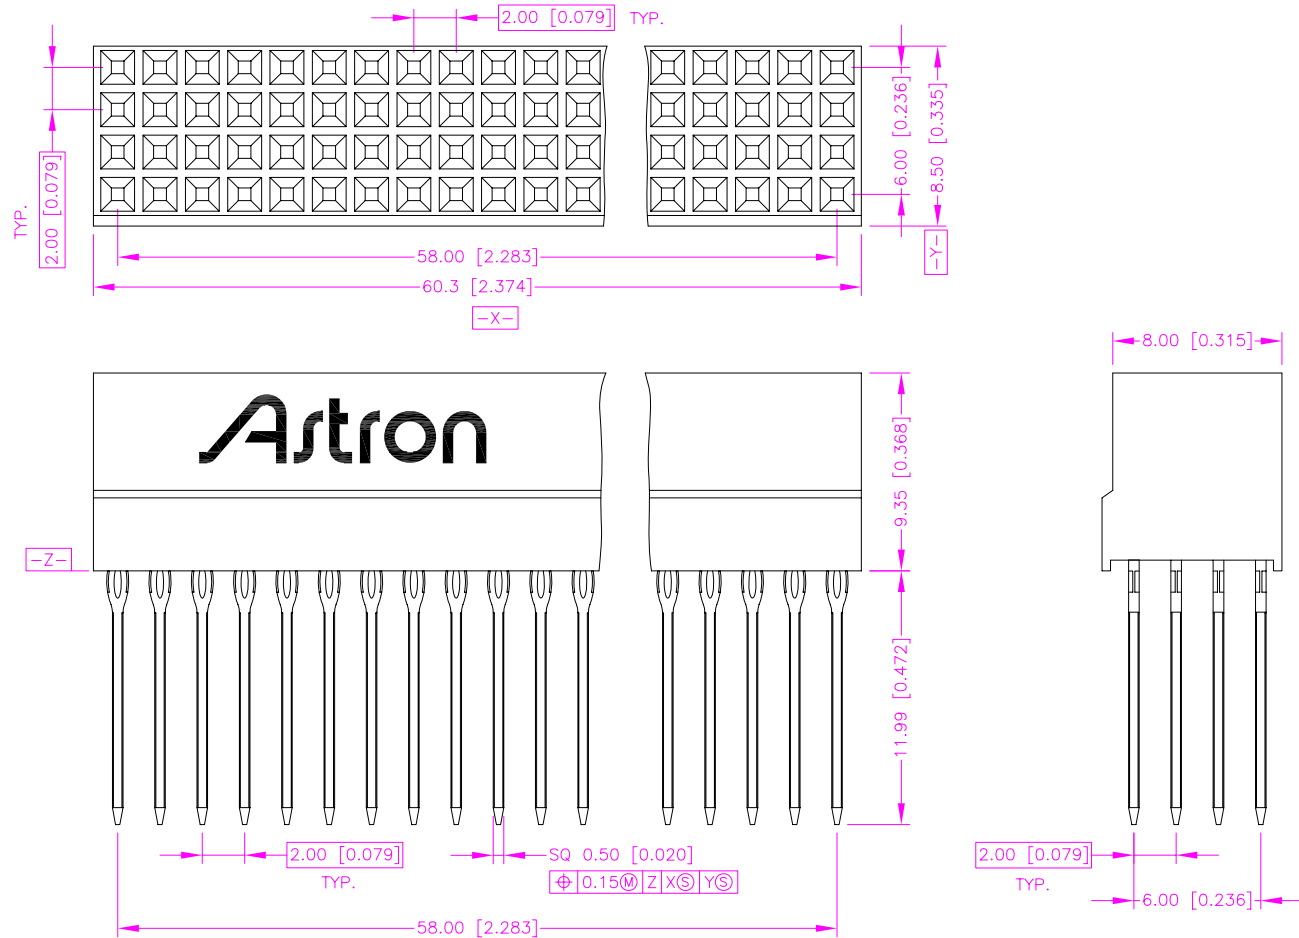 2.00 [0.079] TYP.
TYP.
2.00 [0.079]
6.00 [0.236]
8.50 [0.335]
-Y-
58.00 [2.283]
60.3 [2.374]
-X-
8.00 [0.315]
Astron
9.35 [0.368]
-Z-
11.99 [0.472]
2.00 [0.079]
TYP.
SQ 0.50 [0.020]
⌖ 0.15Ⓜ Z XⓈ YⓈ
58.00 [2.283]
2.00 [0.079]
TYP.
6.00 [0.236]